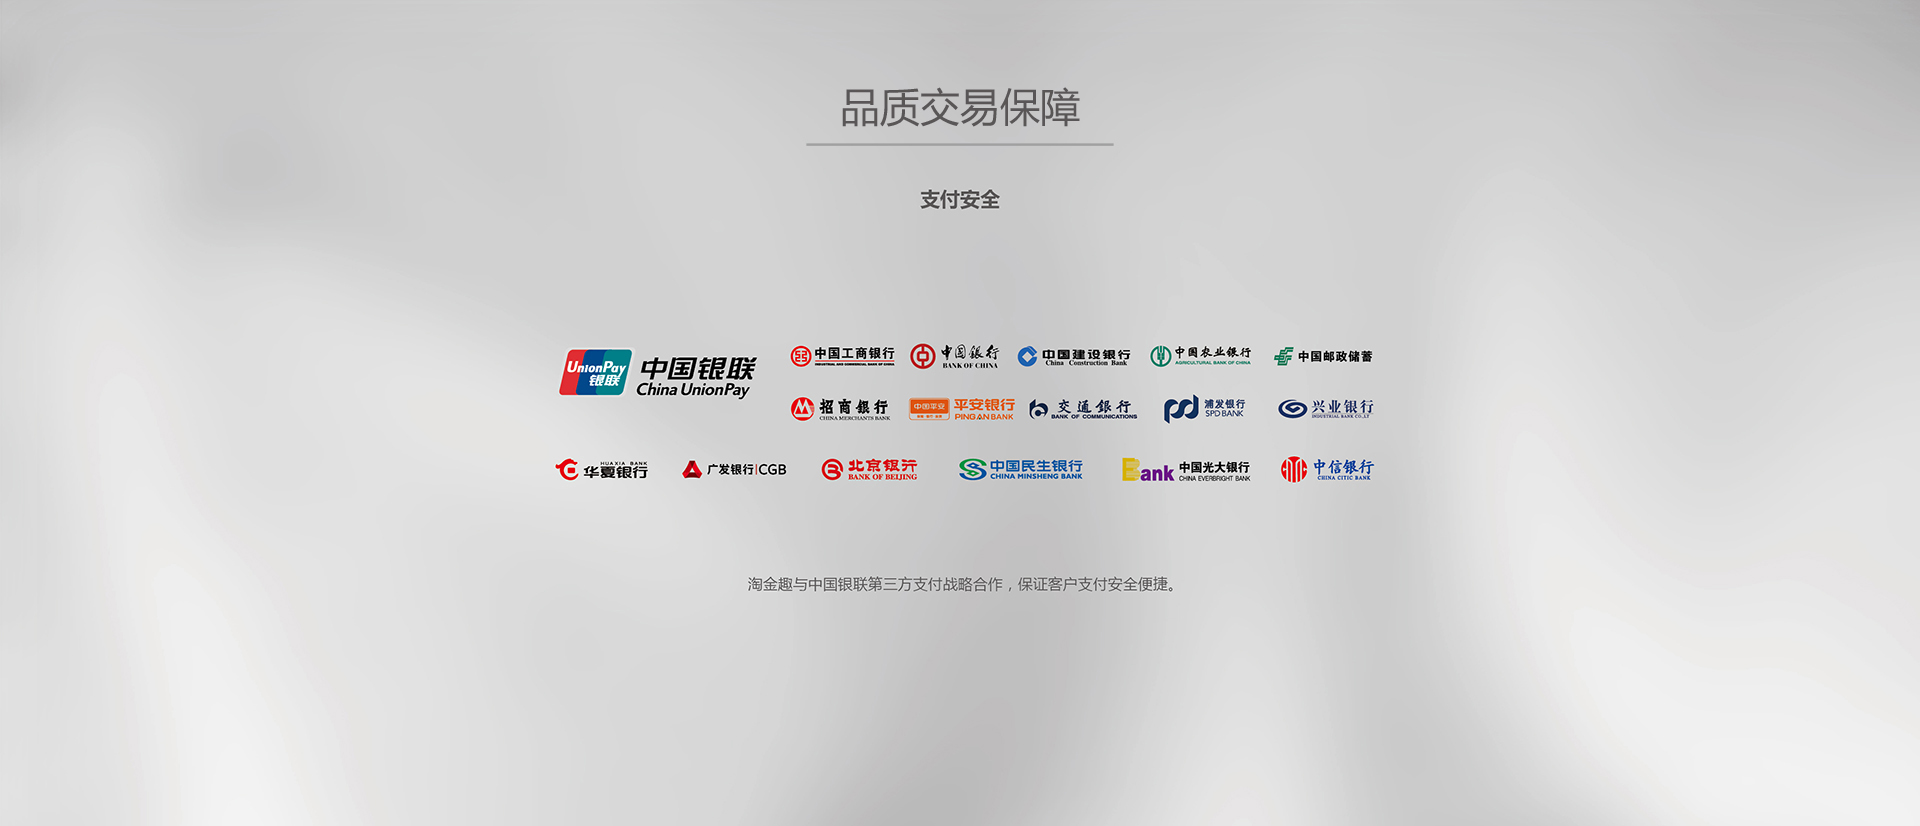 品质交易保障
支付安全
UnionPay
银联
中国银联
China UnionPay
中国工商银行
INDUSTRIAL AND COMMERCIAL BANK OF CHINA
中国銀行
BANK OF CHINA
中国建设银行
China Construction Bank
中国农业银行
AGRICULTURAL BANK OF CHINA
中国邮政储蓄
招商银行
CHINA MERCHANTS BANK
中国平安
平安银行
PING AN BANK
交通銀行
BANK OF COMMUNICATIONS
浦发银行
SPD BANK
兴业银行
INDUSTRIAL BANK CO.,LTD
HUAXIA BANK
华夏银行
广发银行|CGB
北京银行
BANK OF BEIJING
中国民生银行
CHINA MINSHENG BANK
Bank
中国光大银行
CHINA EVERBRIGHT BANK
中信银行
CHINA CITIC BANK
淘金趣与中国银联第三方支付战略合作，保证客户支付安全便捷。